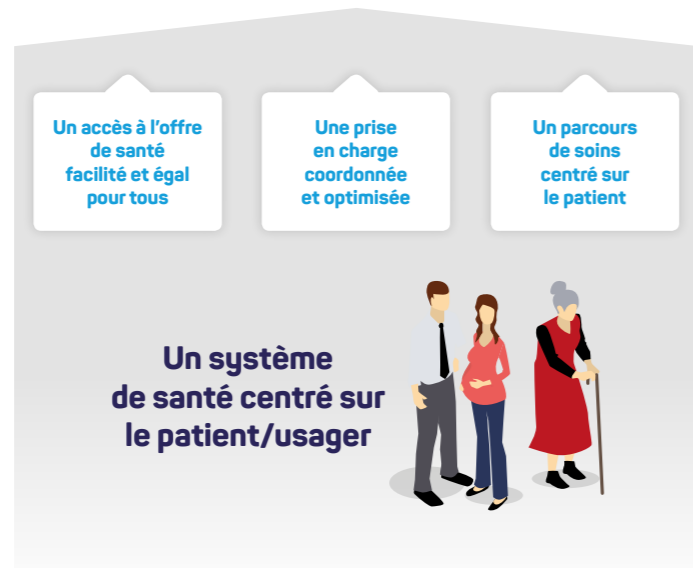 Un accès à l'offre
de santé
facilité et égal
pour tous
Une prise
en charge
coordonnée
et optimisée
Un parcours
de soins
centré sur
le patient
Un système
de santé centré sur
le patient/usager